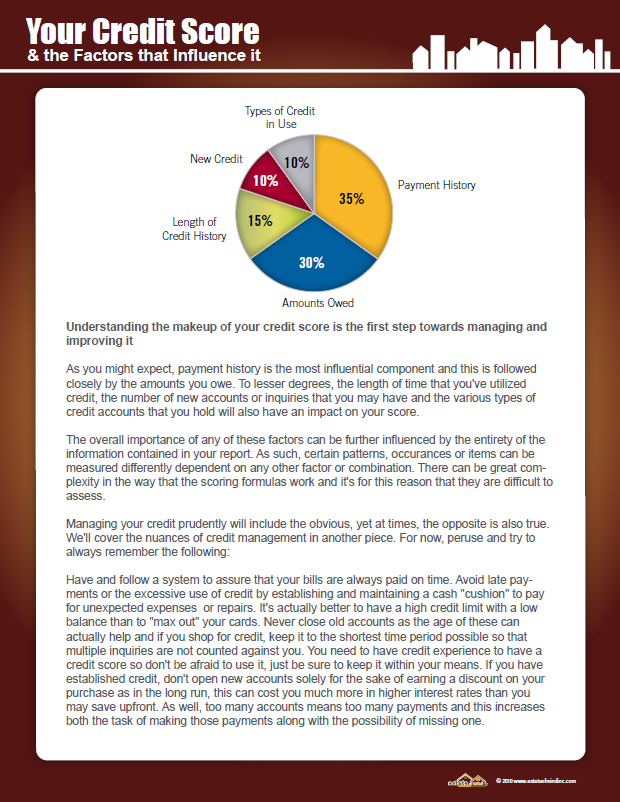 Your Credit Score
& the Factors that Influence it
Types of Credit
in Use
New Credit
10%
10%
Payment History
35%
Length of
Credit History
15%
30%
Amounts Owed
Understanding the makeup of your credit score is the first step towards managing and
improving it
As you might expect, payment history is the most influential component and this is followed
closely by the amounts you owe. To lesser degrees, the length of time that you've utilized
credit, the number of new accounts or inquiries that you may have and the various types of
credit accounts that you hold will also have an impact on your score.
The overall importance of any of these factors can be further influenced by the entirety of the
information contained in your report. As such, certain patterns, occurances or items can be
measured differently dependent on any other factor or combination. There can be great com-
plexity in the way that the scoring formulas work and it's for this reason that they are difficult to
assess.
Managing your credit prudently will include the obvious, yet at times, the opposite is also true.
We'll cover the nuances of credit management in another piece. For now, peruse and try to
always remember the following:
Have and follow a system to assure that your bills are always paid on time. Avoid late pay-
ments or the excessive use of credit by establishing and maintaining a cash "cushion" to pay
for unexpected expenses or repairs. It's actually better to have a high credit limit with a low
balance than to "max out" your cards. Never close old accounts as the age of these can
actually help and if you shop for credit, keep it to the shortest time period possible so that
multiple inquiries are not counted against you. You need to have credit experience to have a
credit score so don't be afraid to use it, just be sure to keep it within your means. If you have
established credit, don't open new accounts solely for the sake of earning a discount on your
purchase as in the long run, this can cost you much more in higher interest rates than you
may save upfront. As well, too many accounts means too many payments and this increases
both the task of making those payments along with the possibility of missing one.
© 2010 www.estateofmindinc.com